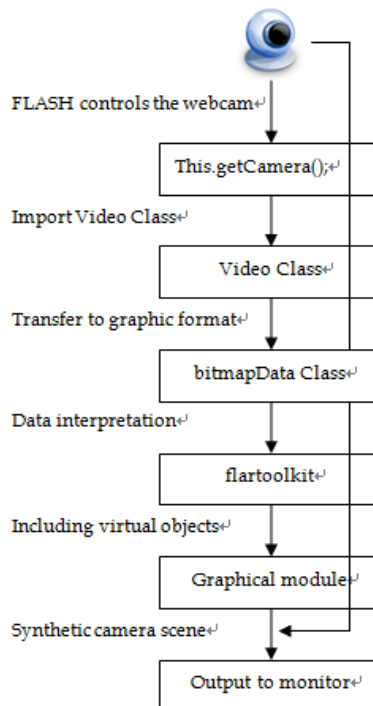 FLASH controls the webcam↵
This.getCamera();↵
Import Video Class↵
Video Class↵
Transfer to graphic format↵
bitmapData Class↵
Data interpretation↵
flartoolkit↵
Including virtual objects↵
Graphical module↵
Synthetic camera scene↵
Output to monitor↵